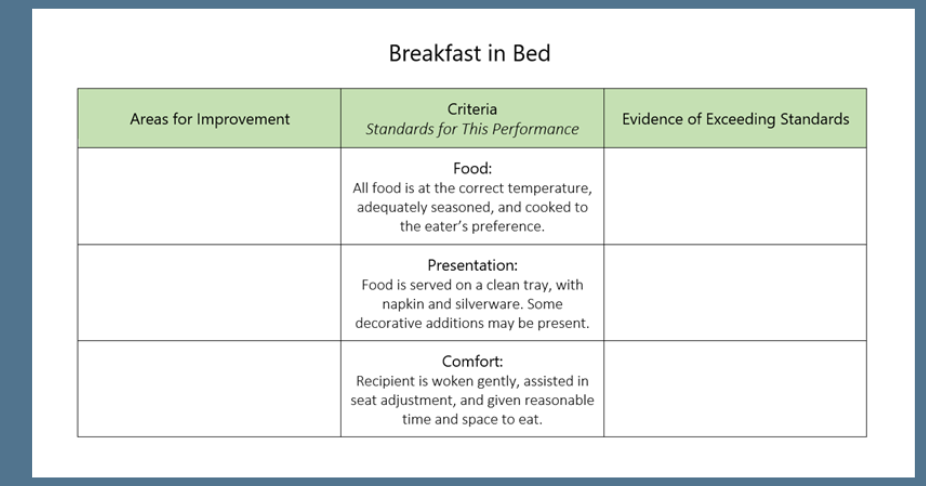 Breakfast in Bed
Areas for Improvement
Criteria
Standards for This Performance
Evidence of Exceeding Standards
Food:
All food is at the correct temperature,
adequately seasoned, and cooked to
the eater’s preference.
Presentation:
Food is served on a clean tray, with
napkin and silverware. Some
decorative additions may be present.
Comfort:
Recipient is woken gently, assisted in
seat adjustment, and given reasonable
time and space to eat.